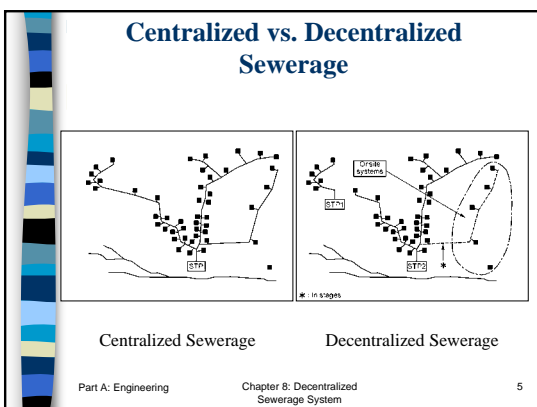 Centralized vs. Decentralized
Sewerage
STP
Onsite
systems
STP1
STP2
* : In stages
*
Centralized Sewerage
Decentralized Sewerage
Part A: Engineering
Chapter 8: Decentralized
Sewerage System
5